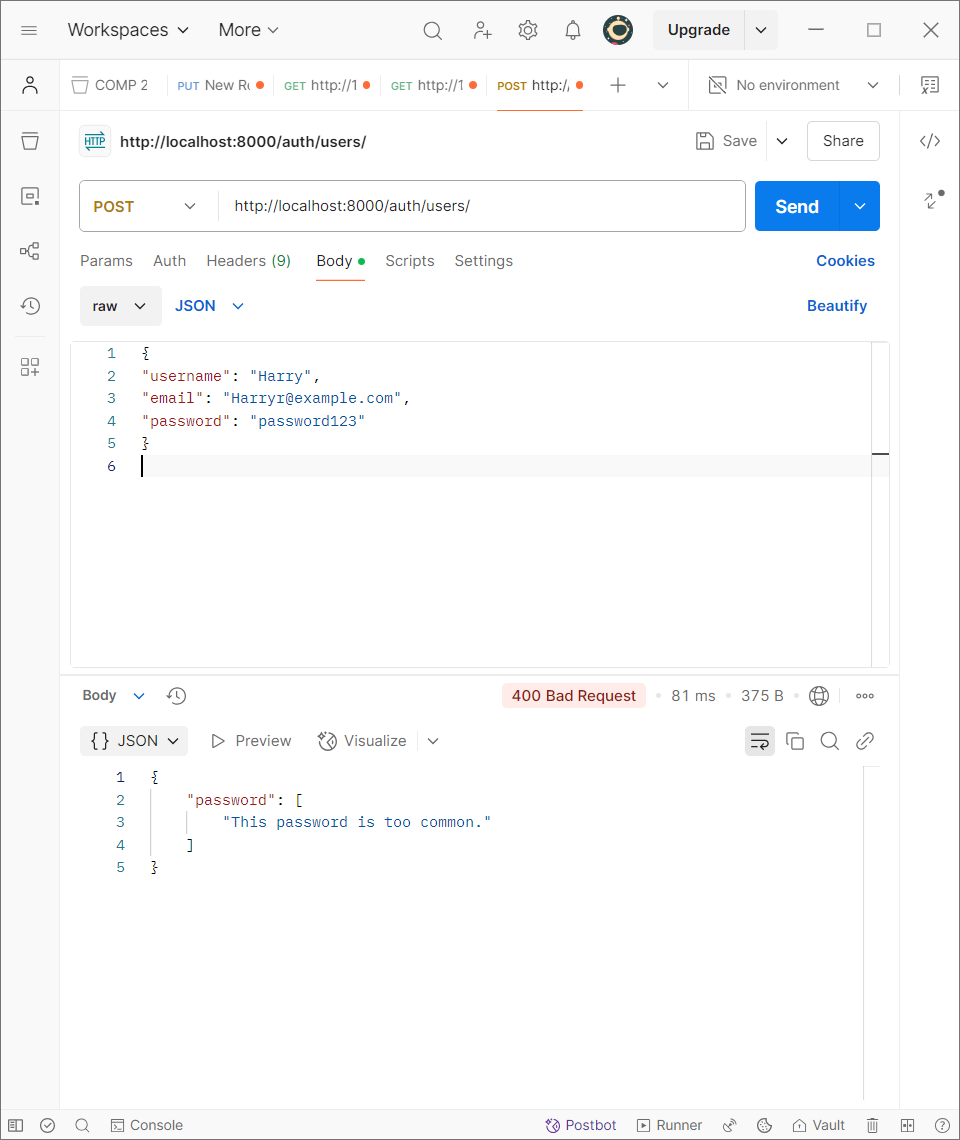 Workspaces More Upgrade
COMP 2 PUT New Re GET http://1 GET http://1 POST http:/, No environment
HTTP http://localhost:8000/auth/users/ Save Share
POST http://localhost:8000/auth/users/ Send
Params Auth Headers (9) Body Scripts Settings Cookies
raw JSON Beautify
1 {
2 "username": "Harry",
3 "email": "Harryr@example.com",
4 "password": "password123"
5 }
6
Body 400 Bad Request 81 ms 375 B
{} JSON Preview Visualize
1 {
2 "password": [
3 "This password is too common."
4 ]
5 }
Console Postbot Runner Vault